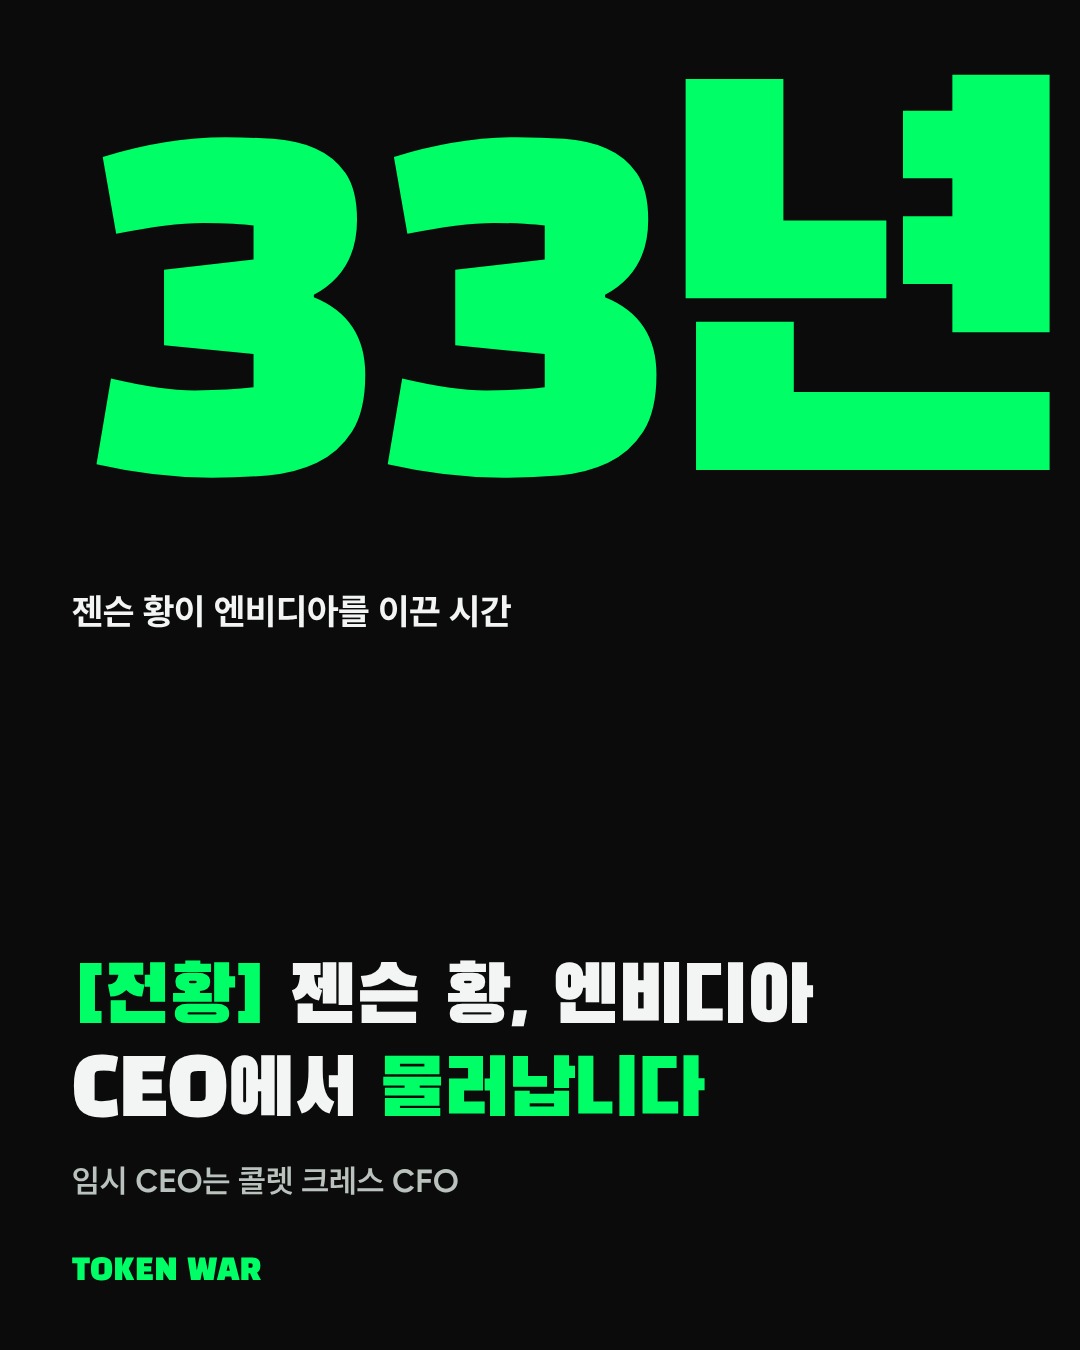 33년
젠슨 황이 엔비디아를 이끈 시간
[전황] 젠슨 황, 엔비디아
CEO에서 물러납니다
임시 CEO는 콜렛 크레스 CFO
TOKEN WAR